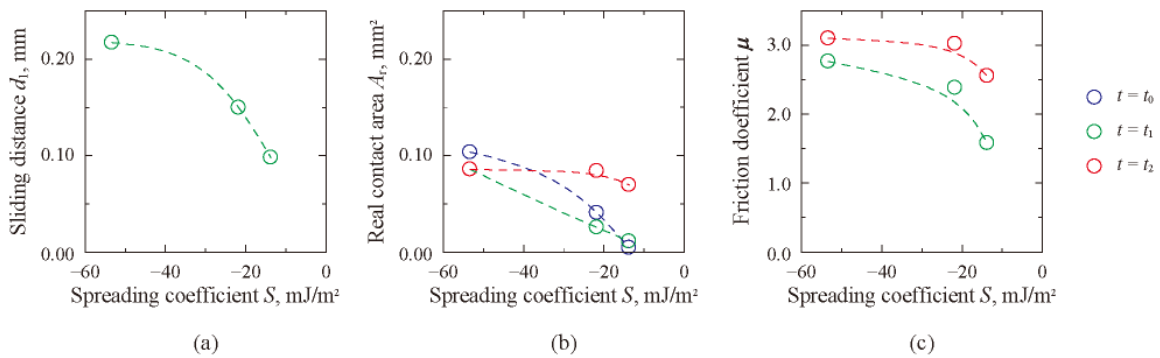 Sliding distance d₁, mm
0.20
0.10
0.00
−60
−40
−20
0
Spreading coefficient S, mJ/m²
(a)
Real contact area Aᵣ, mm²
0.20
0.10
0.00
−60
−40
−20
0
Spreading coefficient S, mJ/m²
(b)
Friction doefficient μ
3.0
2.0
1.0
0.0
−60
−40
−20
0
Spreading coefficient S, mJ/m²
(c)
t = t₀
t = t₁
t = t₂